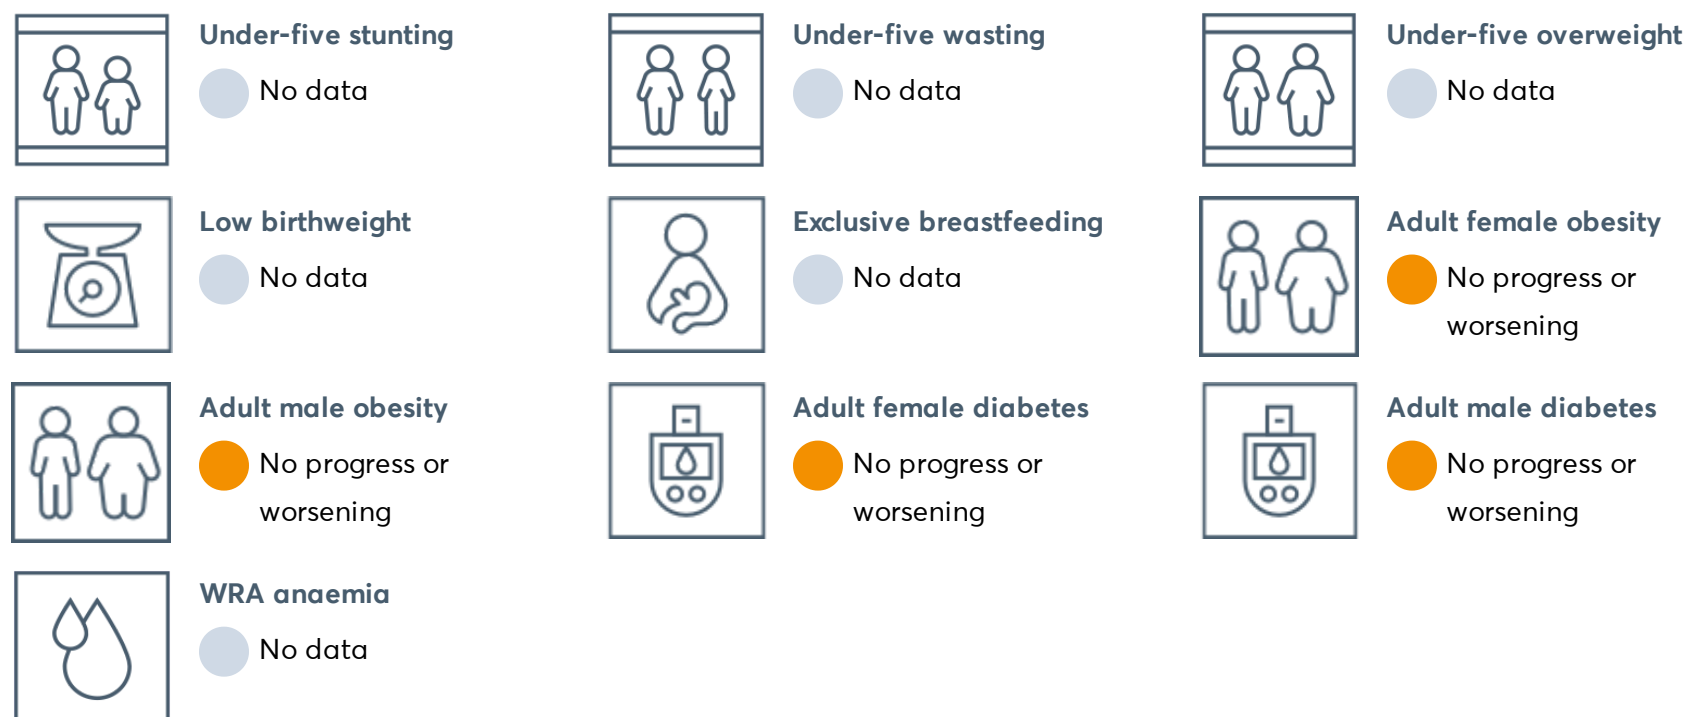 Under-five stunting
No data
Under-five wasting
No data
Under-five overweight
No data
Low birthweight
No data
Exclusive breastfeeding
No data
Adult female obesity
No progress or
worsening
Adult male obesity
No progress or
worsening
Adult female diabetes
No progress or
worsening
Adult male diabetes
No progress or
worsening
WRA anaemia
No data